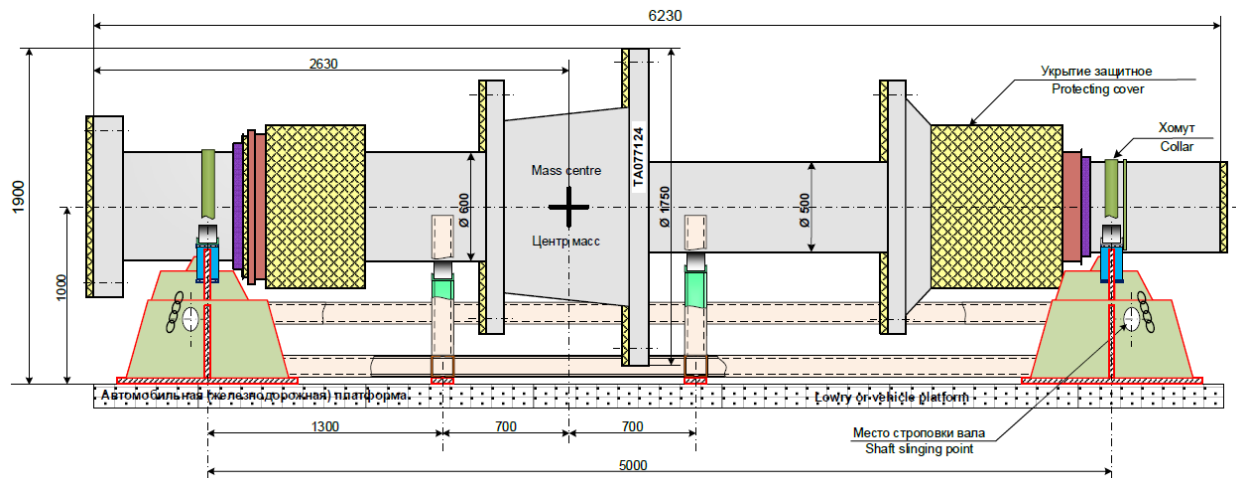 6230
2630
Укрытие защитное
Protecting cover
Хомут
Collar
1900
1000
Mass centre
Центр масс
Ø 600
Ø 1750
TA077124
Ø 500
Автомобильная (железнодорожная) платформа
Lowry or vehicle platform
1300
700
700
Место строповки вала
Shaft slinging point
5000